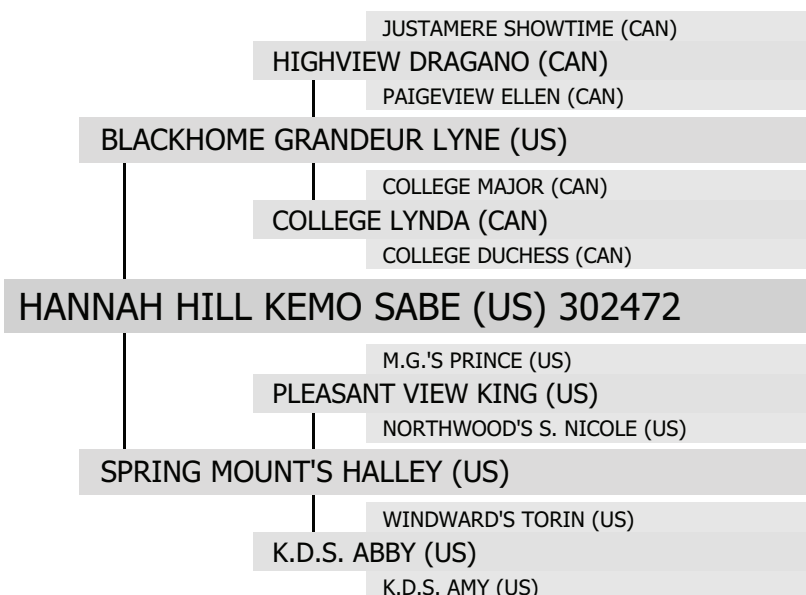 JUSTAMERE SHOWTIME (CAN)
HIGHVIEW DRAGANO (CAN)
PAIGEVIEW ELLEN (CAN)
BLACKHOME GRANDEUR LYNE (US)
COLLEGE MAJOR (CAN)
COLLEGE LYNDA (CAN)
COLLEGE DUCHESS (CAN)
HANNAH HILL KEMO SABE (US) 302472
M.G.'S PRINCE (US)
PLEASANT VIEW KING (US)
NORTHWOOD'S S. NICOLE (US)
SPRING MOUNT'S HALLEY (US)
WINDWARD'S TORIN (US)
K.D.S. ABBY (US)
K.D.S. AMY (US)